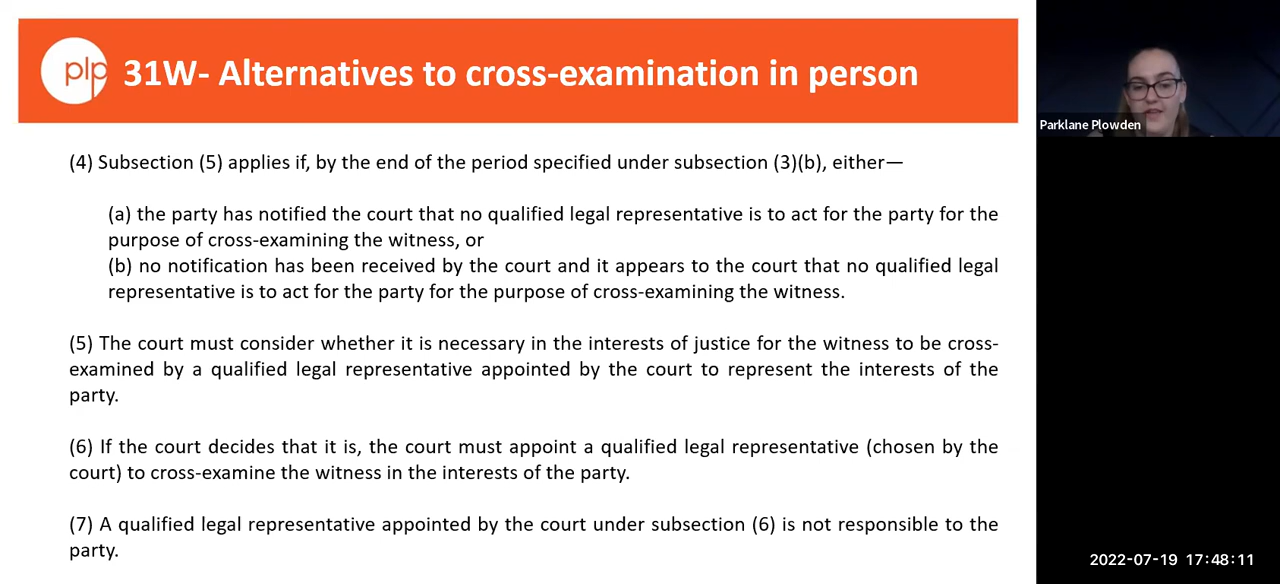 plp
31W- Alternatives to cross-examination in person
Parklane Plowden
(4) Subsection (5) applies if, by the end of the period specified under subsection (3)(b), either—
(a) the party has notified the court that no qualified legal representative is to act for the party for the
purpose of cross-examining the witness, or
(b) no notification has been received by the court and it appears to the court that no qualified legal
representative is to act for the party for the purpose of cross-examining the witness.
(5) The court must consider whether it is necessary in the interests of justice for the witness to be cross-
examined by a qualified legal representative appointed by the court to represent the interests of the
party.
(6) If the court decides that it is, the court must appoint a qualified legal representative (chosen by the
court) to cross-examine the witness in the interests of the party.
(7) A qualified legal representative appointed by the court under subsection (6) is not responsible to the
party.
2022-07-19 17:48:11